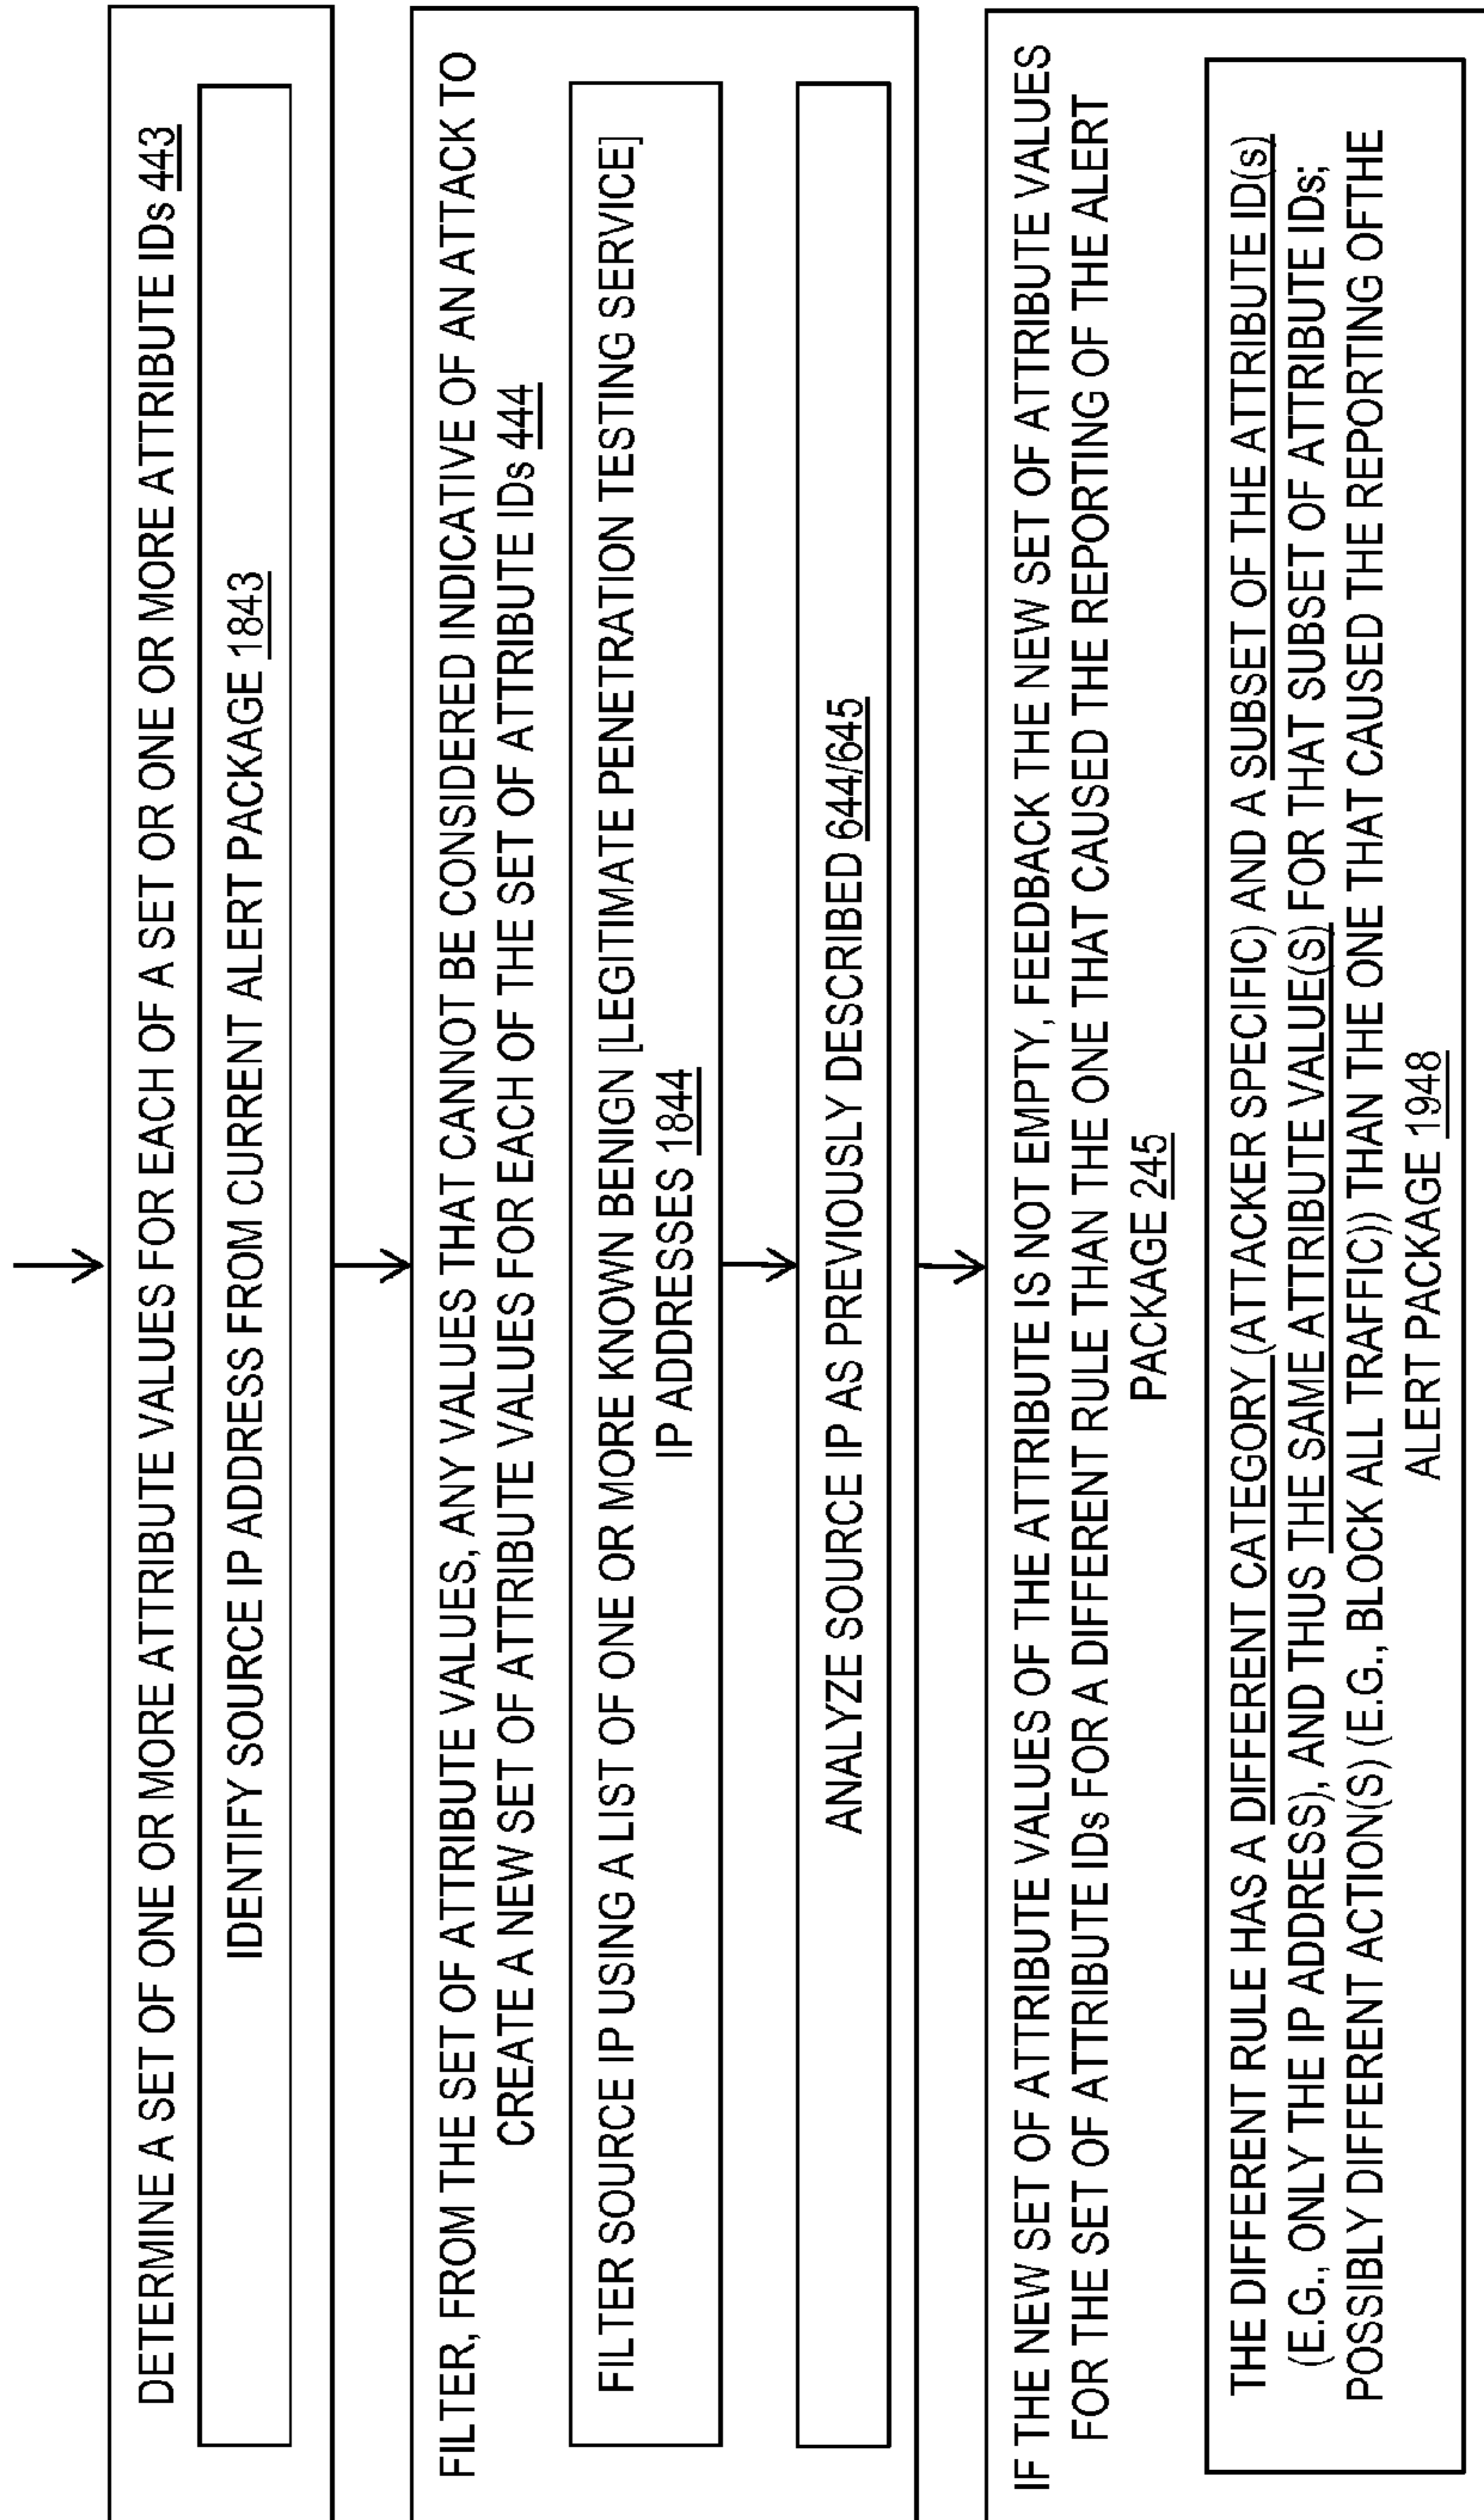 DETERMINE A SET OF ONE OR MORE ATTRIBUTE VALUES FOR EACH OF A SET OR ONE OR MORE ATTRIBUTE IDs 443
IDENTIFY SOURCE IP ADDRESS FROM CURRENT ALERT PACKAGE 1843
FILTER, FROM THE SET OF ATTRIBUTE VALUES, ANY VALUES THAT CANNOT BE CONSIDERED INDICATIVE OF AN ATTACK TO
CREATE A NEW SET OF ATTRIBUTE VALUES FOR EACH OF THE SET OF ATTRIBUTE IDs 444
FILTER SOURCE IP USING A LIST OF ONE OR MORE KNOWN BENIGN [LEGITIMATE PENETRATION TESTING SERVICE]
IP ADDRESSES 1844
ANALYZE SOURCE IP AS PREVIOUSLY DESCRIBED 644/645
IF THE NEW SET OF ATTRIBUTE VALUES OF THE ATTRIBUTE IS NOT EMPTY, FEEDBACK THE NEW SET OF ATTRIBUTE VALUES
FOR THE SET OF ATTRIBUTE IDs FOR A DIFFERENT RULE THAN THE ONE THAT CAUSED THE REPORTING OF THE ALERT
PACKAGE 245
THE DIFFERENT RULE HAS A DIFFERENT CATEGORY (ATTACKER SPECIFIC) AND A SUBSET OF THE ATTRIBUTE ID(s)
(E.G., ONLY THE IP ADDRESS), AND THUS THE SAME ATTRIBUTE VALUE(S) FOR THAT SUBSET OF ATTRIBUTE IDs;
POSSIBLY DIFFERENT ACTION(S) (E.G., BLOCK ALL TRAFFIC)) THAN THE ONE THAT CAUSED THE REPORTING OFTHE
ALERT PACKAGE 1948